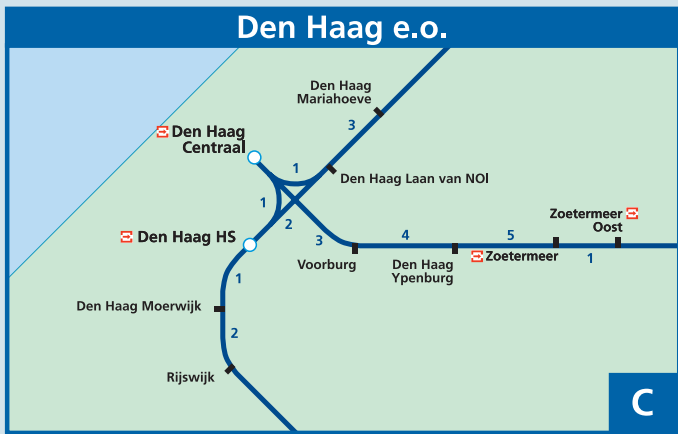 Den Haag e.o.
Den Haag
Mariahoeve
3
Den Haag
Centraal
1
Den Haag Laan van NOI
1
2
3
Den Haag HS
4
5
Zoetermeer
Oost
Voorburg
Den Haag
Ypenburg
Zoetermeer
1
1
Den Haag Moerwijk
2
Rijswijk
C